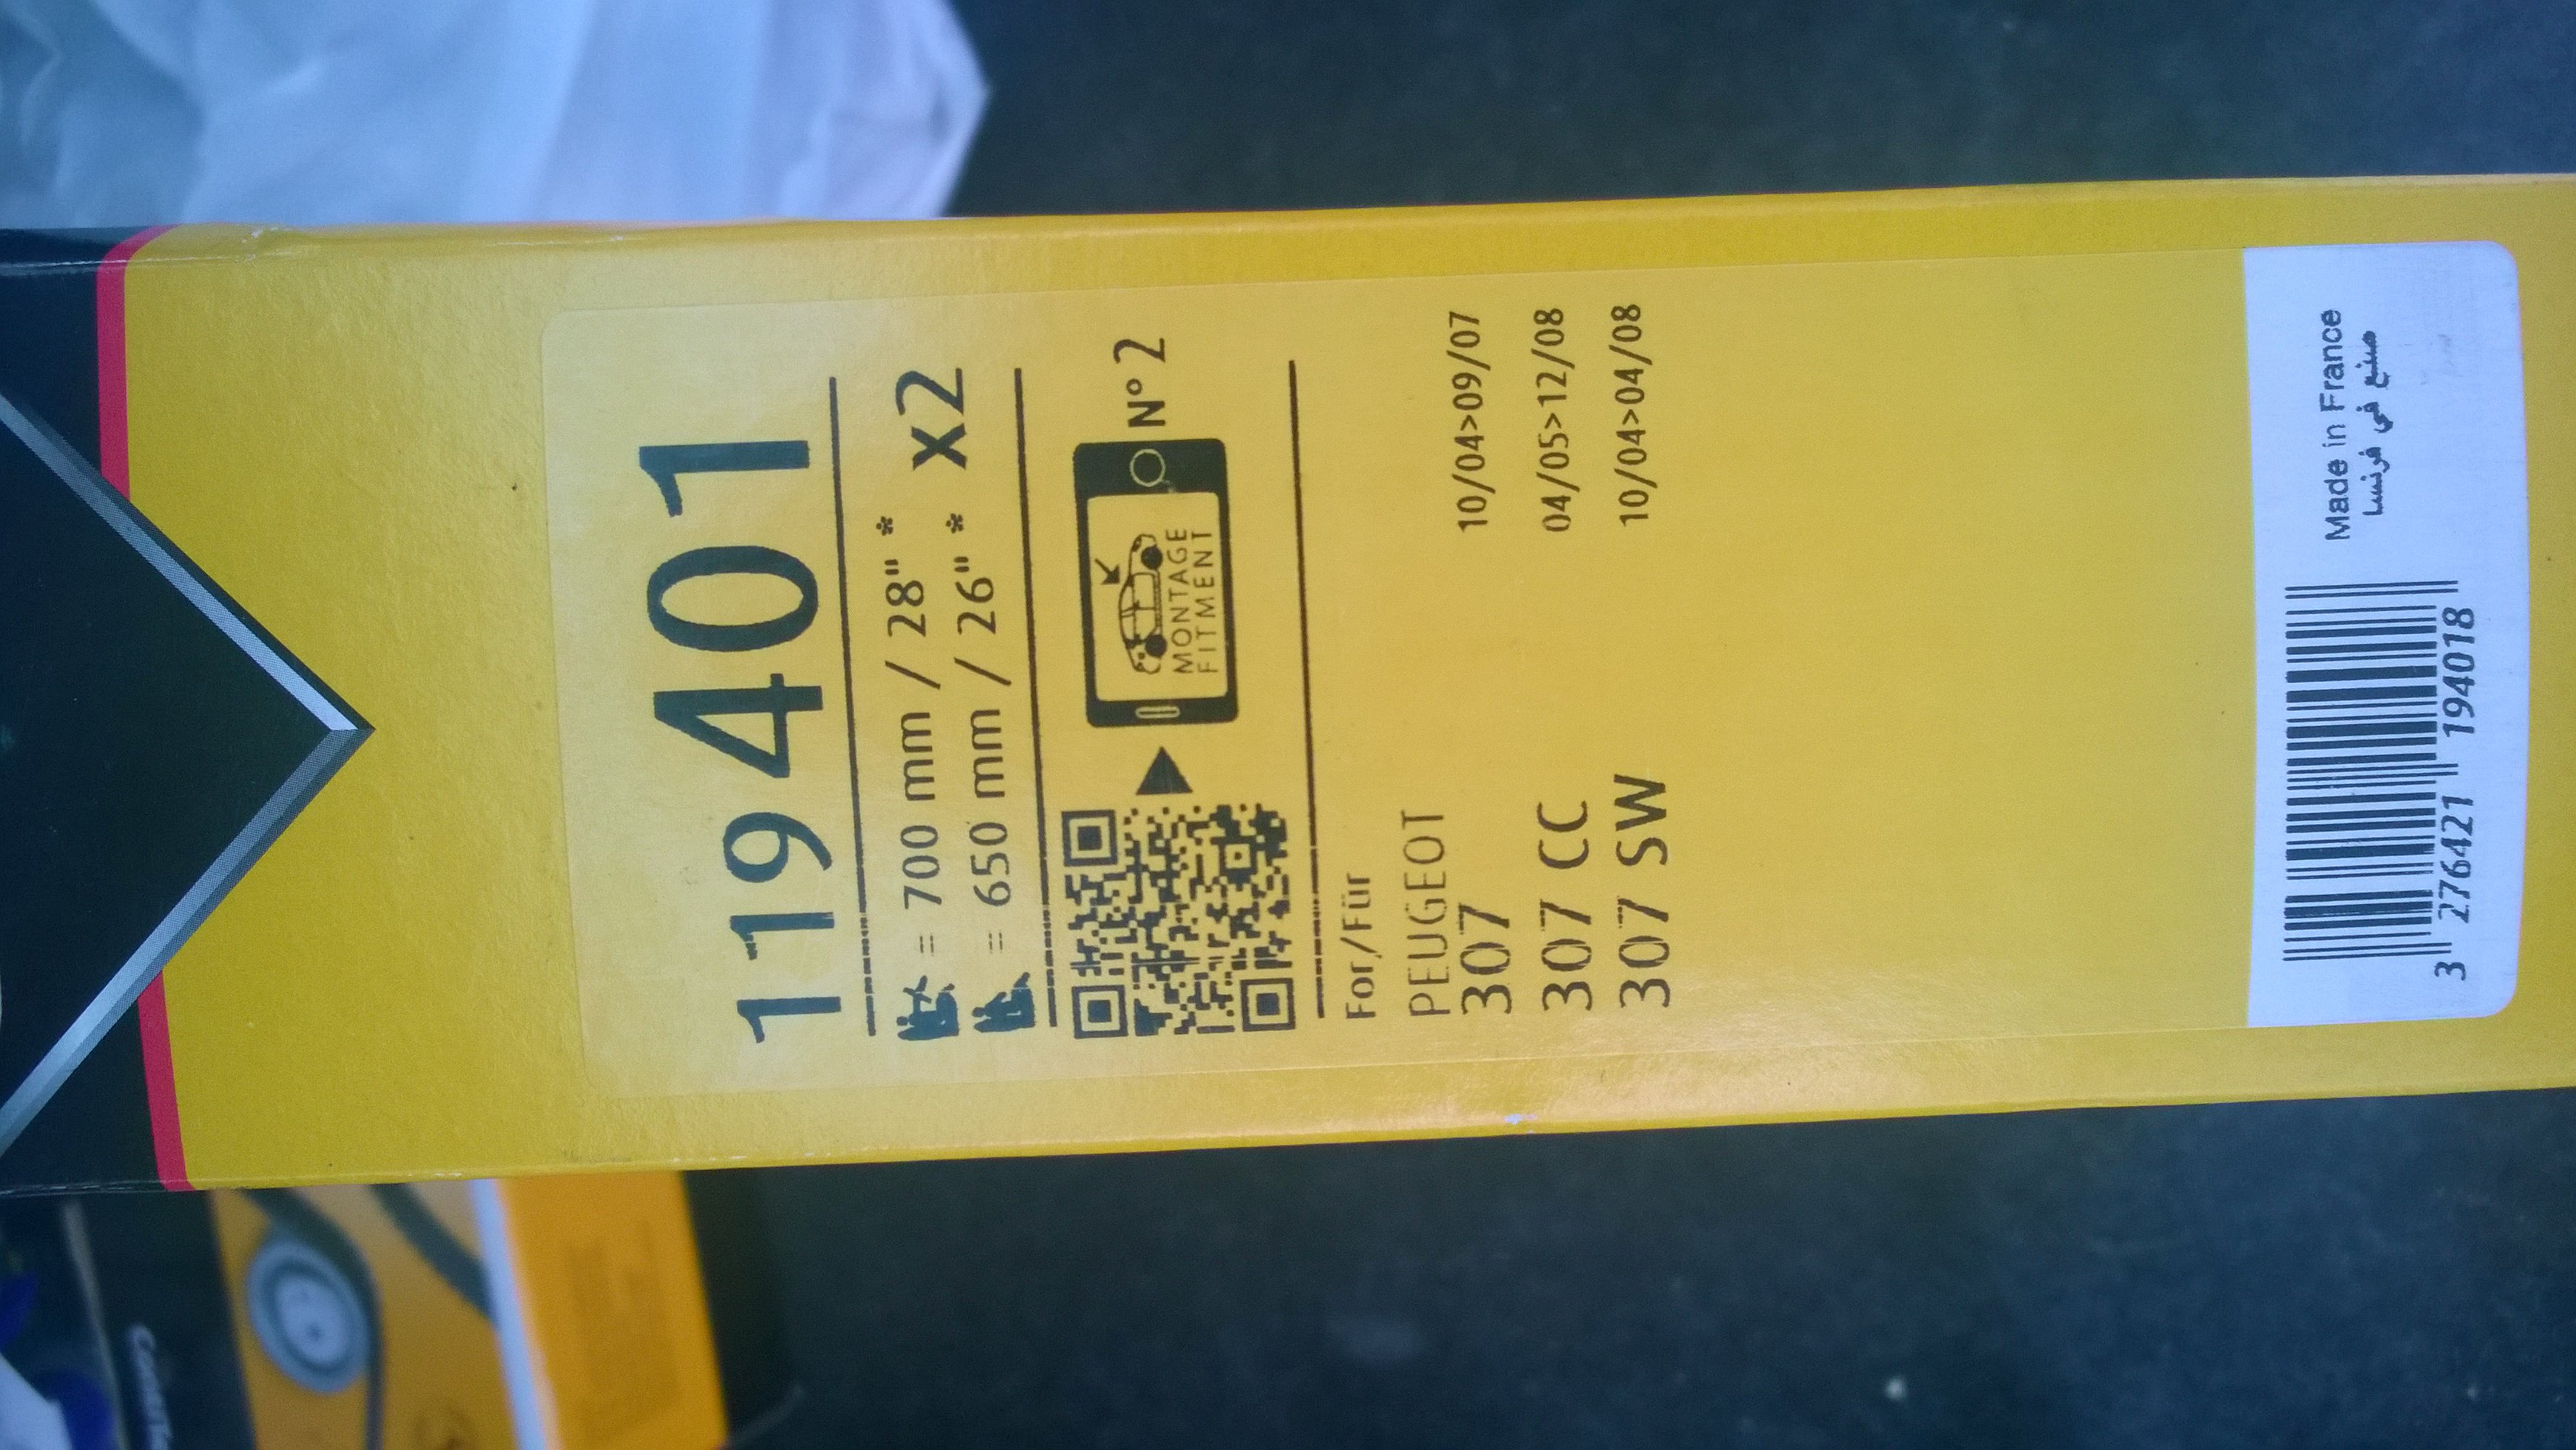 119401
= 700 mm / 28" *
= 650 mm / 26" *
x2
MONTAGE
FITMENT
N° 2
For/Für
PEUGEOT
307 10/04>09/07
307 CC 04/05>12/08
307 SW 10/04>04/08
Made in France
صنع في فرنسا
3 276421 194018